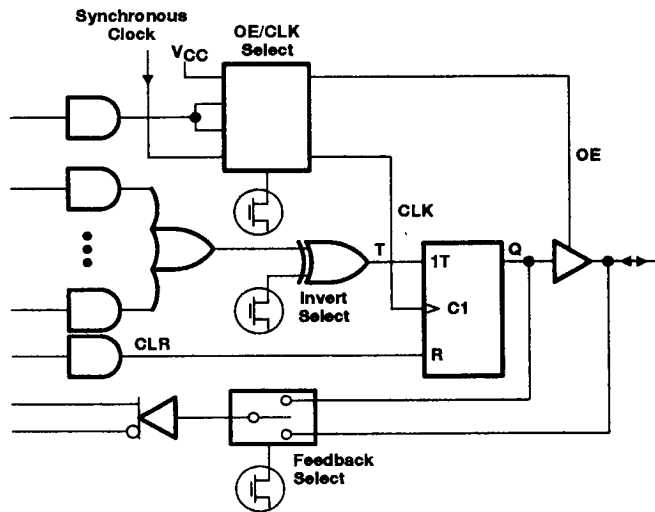 Synchronous
Clock
OE/CLK
Select
VCC
OE
CLK
T
1T
Q
C1
Invert
Select
CLR
R
Feedback
Select